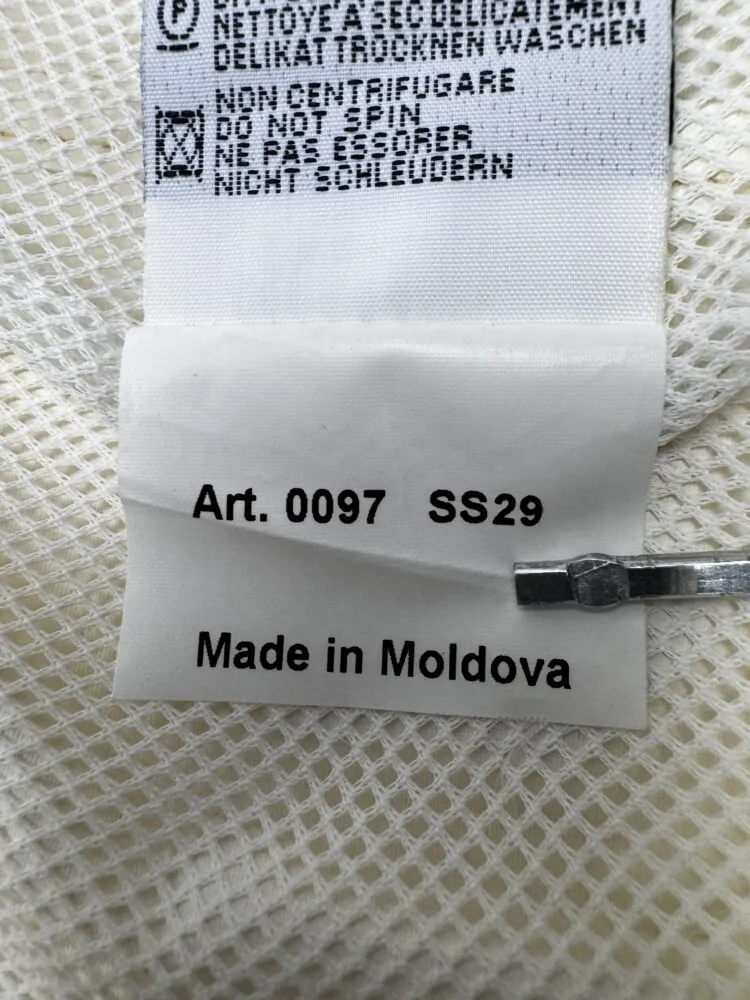 P
NETTOYE A SEC DELICATEMENT
DELIKAT TROCKNEN WASCHEN
NON CENTRIFUGARE
DO NOT SPIN
NE PAS ESSORER
NICHT SCHLEUDERN
Art. 0097 SS29
Made in Moldova